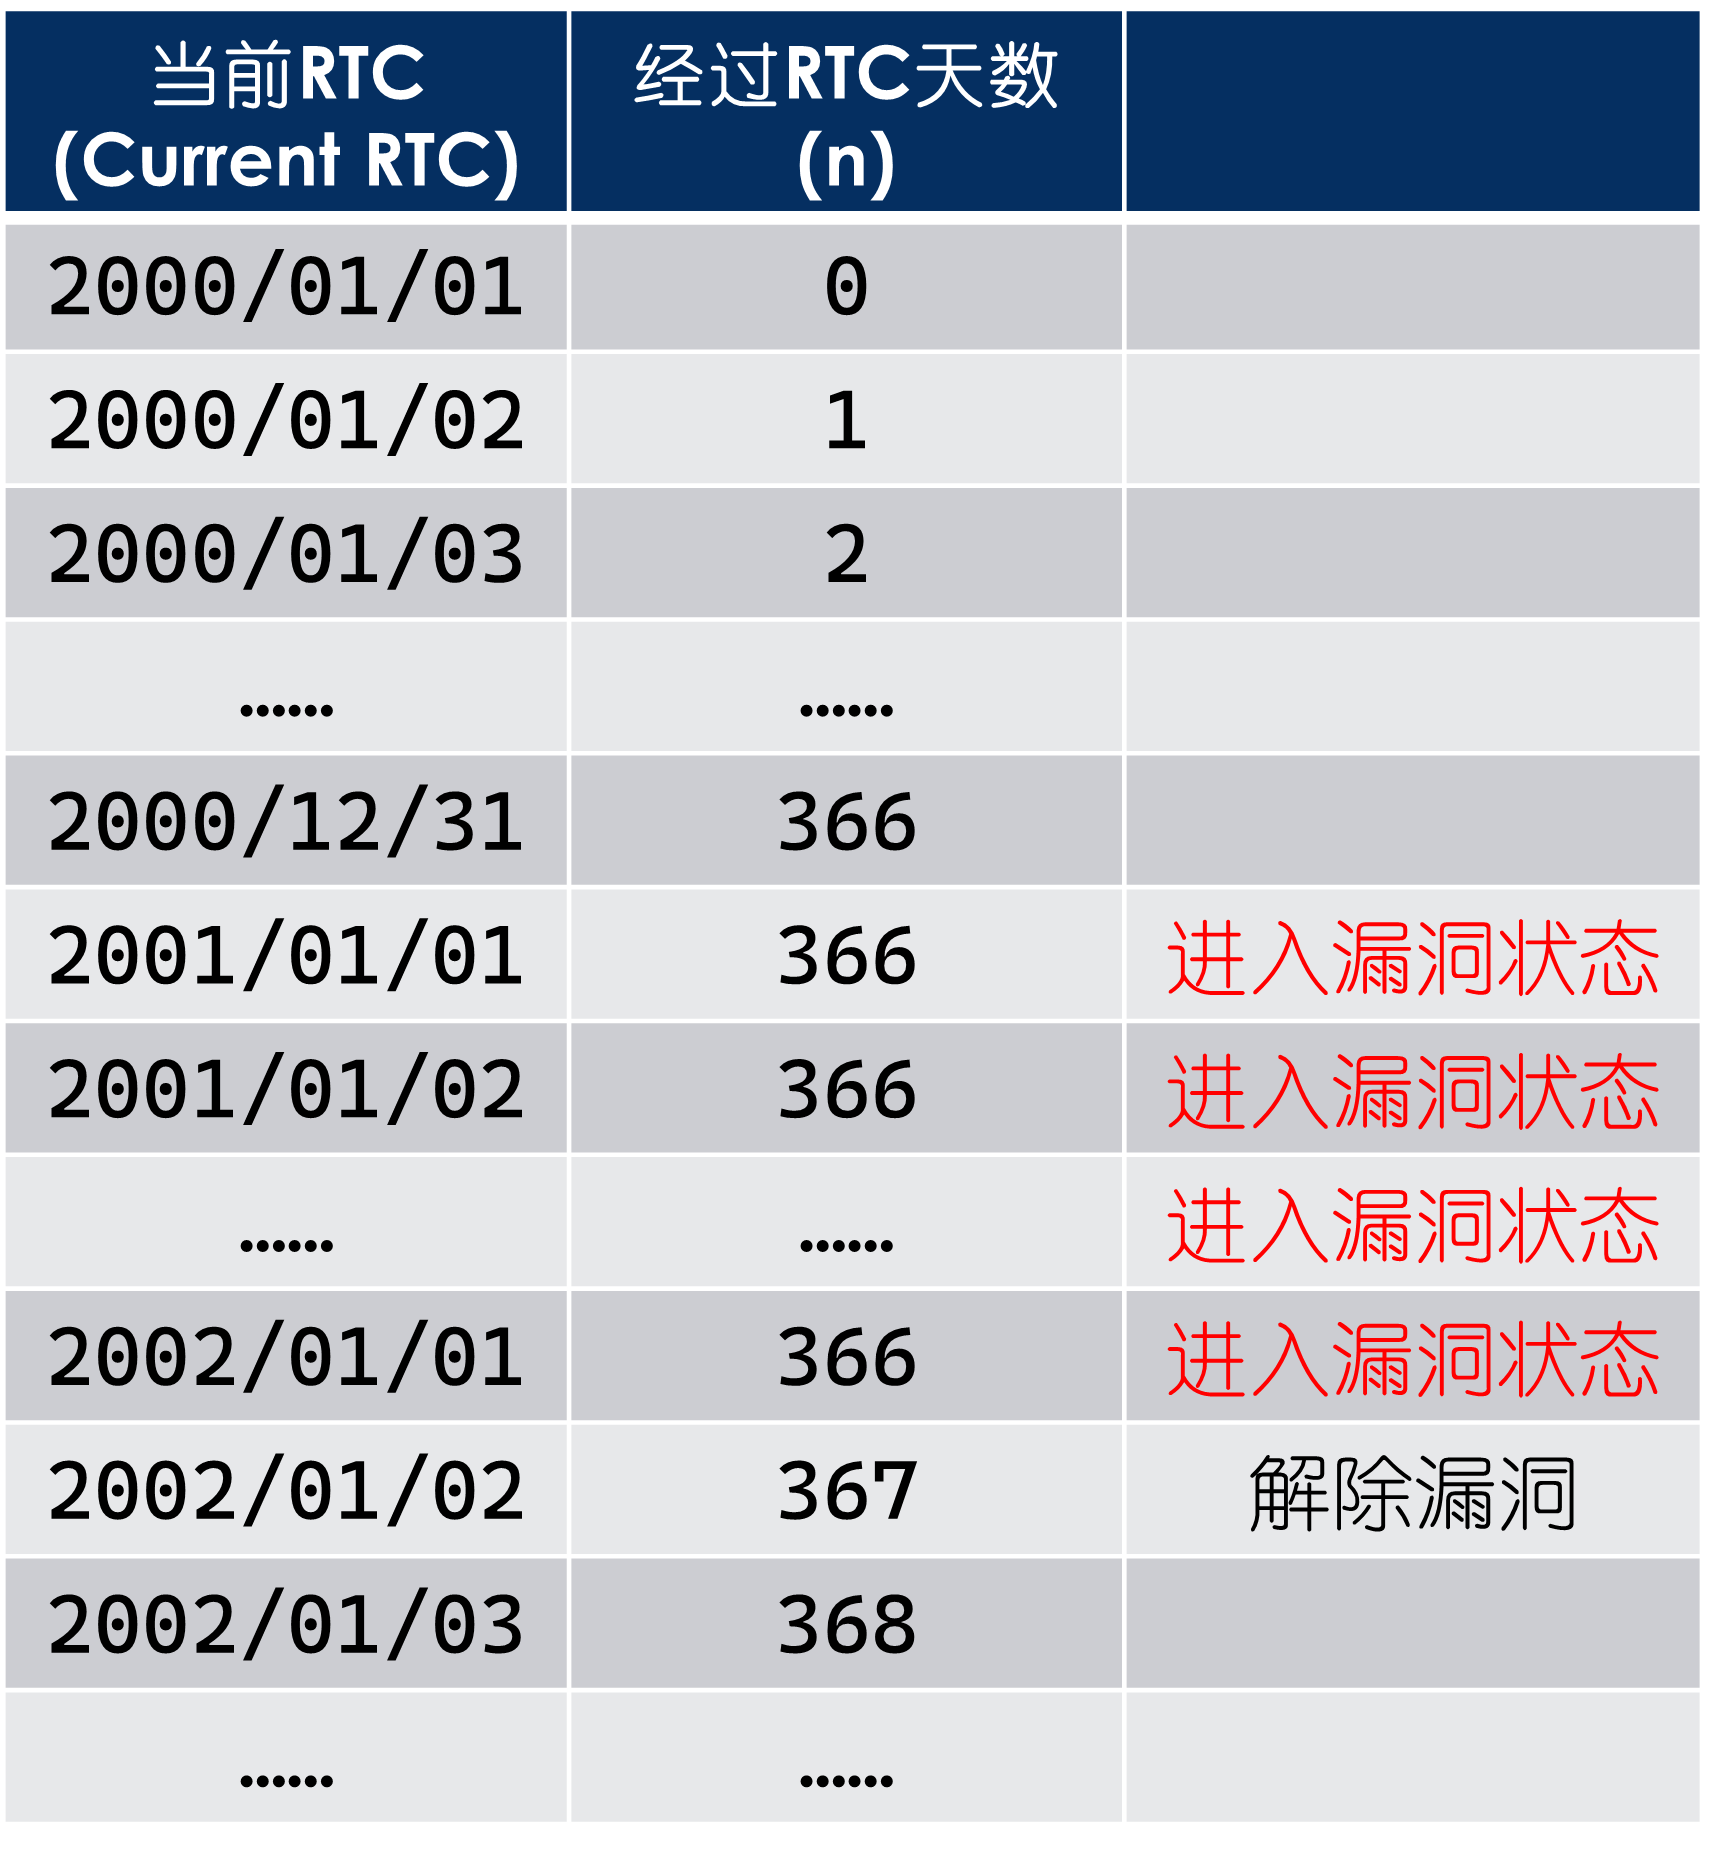 当前RTC
(Current RTC)
经过RTC天数
(n)
2000/01/01 0
2000/01/02 1
2000/01/03 2
…… ……
2000/12/31 366
2001/01/01 366 进入漏洞状态
2001/01/02 366 进入漏洞状态
…… …… 进入漏洞状态
2002/01/01 366 进入漏洞状态
2002/01/02 367 解除漏洞
2002/01/03 368
…… ……